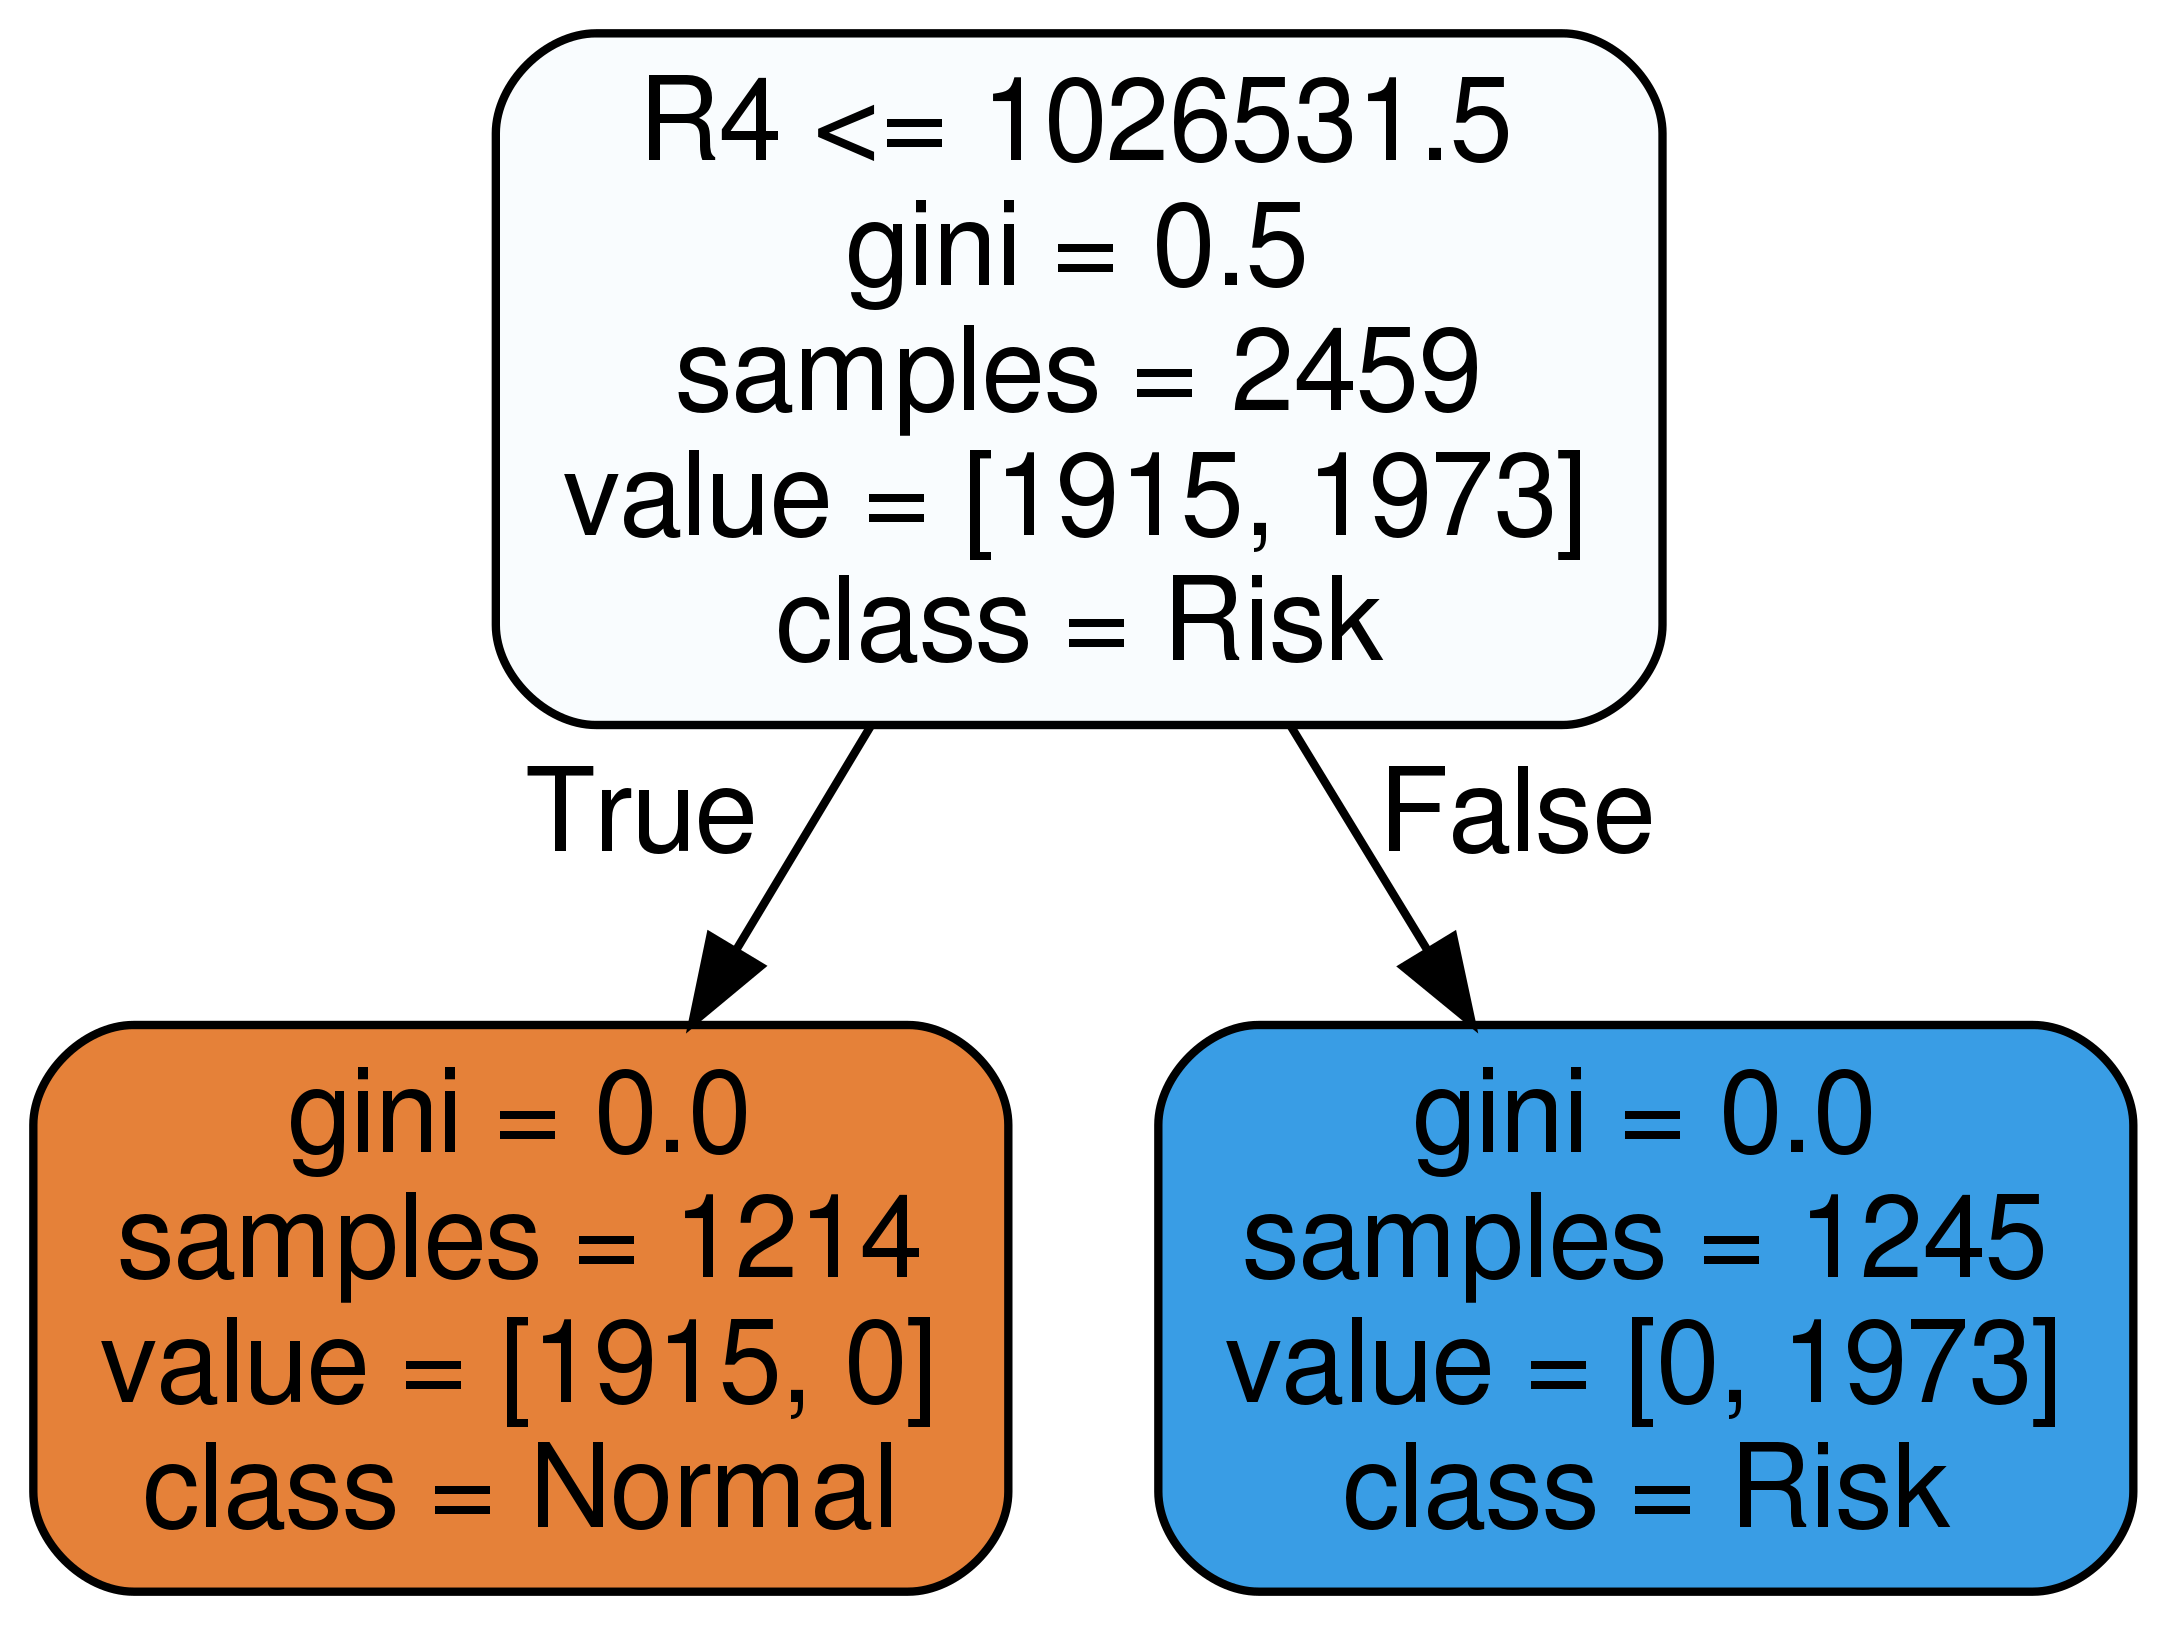 R4 <= 1026531.5
gini = 0.5
samples = 2459
value = [1915, 1973]
class = Risk
True
False
gini = 0.0
samples = 1214
value = [1915, 0]
class = Normal
gini = 0.0
samples = 1245
value = [0, 1973]
class = Risk